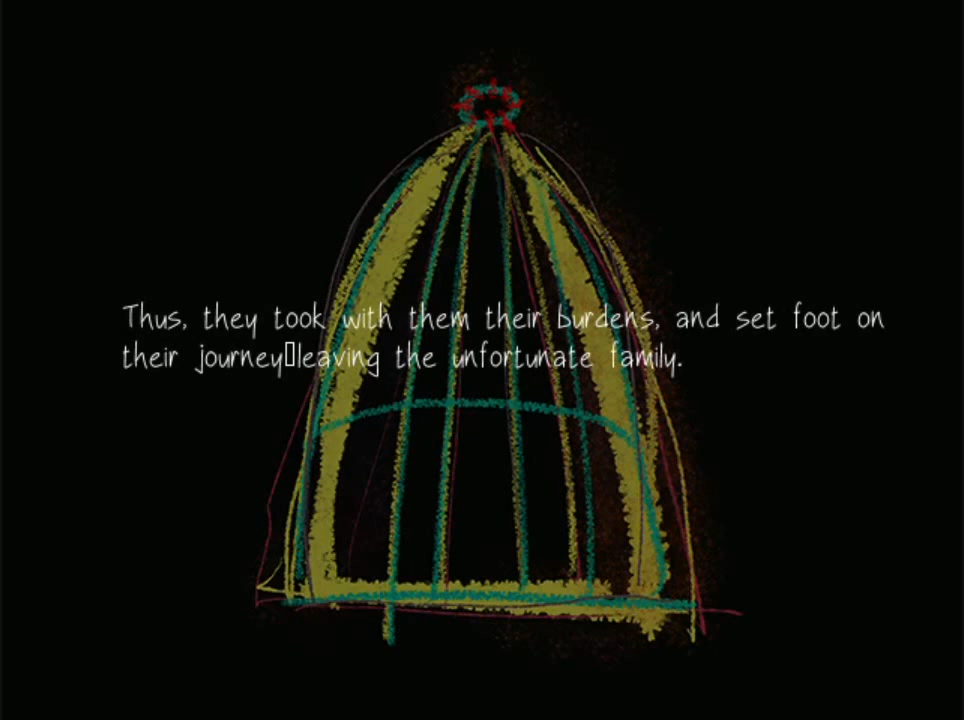 Thus, they took with them their burdens, and set foot on
their journey▯leaving the unfortunate family.